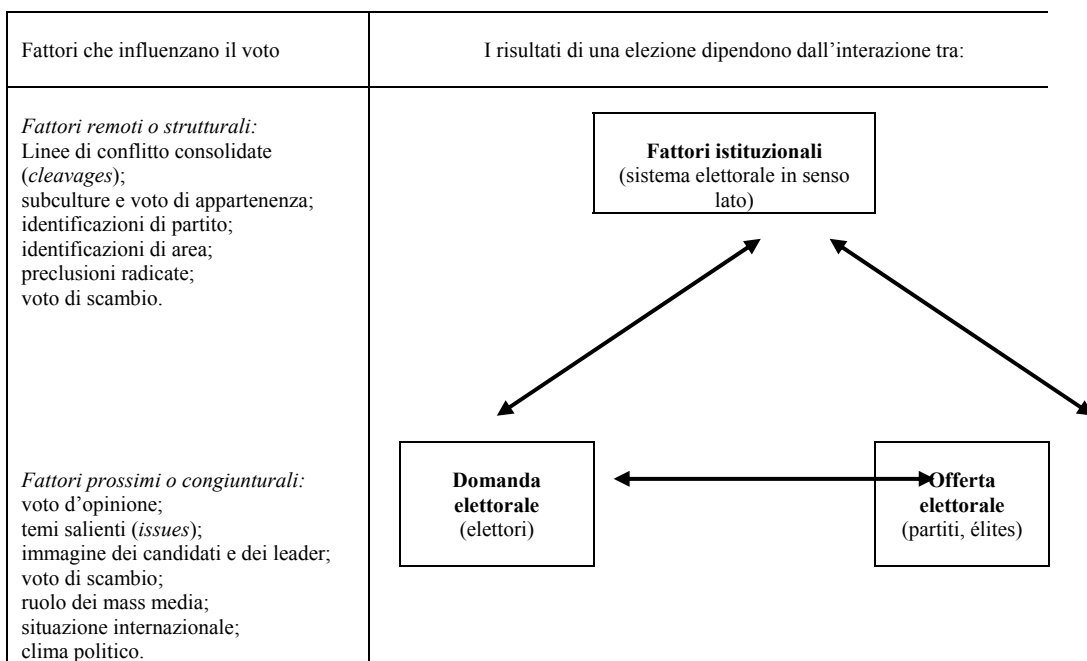 Fattori che influenzano il voto
I risultati di una elezione dipendono dall'interazione tra:
Fattori remoti o strutturali:
Linee di conflitto consolidate
(cleavages);
subculture e voto di appartenenza;
identificazioni di partito;
identificazioni di area;
preclusioni radicate;
voto di scambio.
Fattori istituzionali
(sistema elettorale in senso
lato)
Fattori prossimi o congiunturali:
voto d'opinione;
temi salienti (issues);
immagine dei candidati e dei leader;
voto di scambio;
ruolo dei mass media;
situazione internazionale;
clima politico.
Domanda
elettorale
(elettori)
Offerta
elettorale
(partiti, élites)